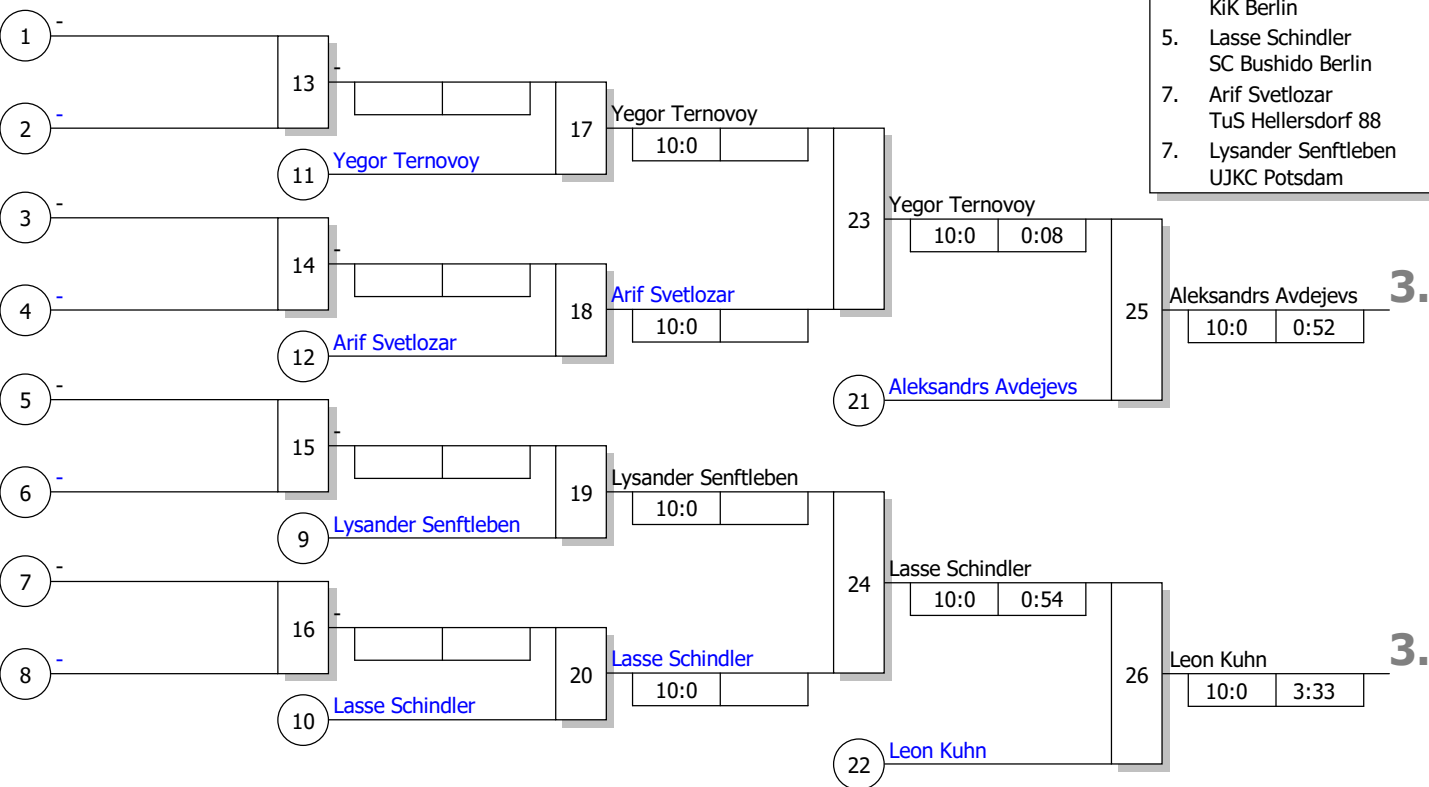 KiK Berlin
5. Lasse Schindler
SC Bushido Berlin
7. Arif Svetlozar
TuS Hellersdorf 88
7. Lysander Senftleben
UJKC Potsdam
1 -
13 -
2 -
17 Yegor Ternovoy
10:0
11 Yegor Ternovoy
3 -
23 Yegor Ternovoy
10:0 0:08
14 -
4 -
18 Arif Svetlozar
10:0
12 Arif Svetlozar
25 Aleksandrs Avdejevs 3.
10:0 0:52
5 -
21 Aleksandrs Avdejevs
15 -
6 -
19 Lysander Senftleben
10:0
9 Lysander Senftleben
7 -
24 Lasse Schindler
10:0 0:54
16 -
8 -
20 Lasse Schindler
10:0
10 Lasse Schindler
26 Leon Kuhn 3.
10:0 3:33
22 Leon Kuhn